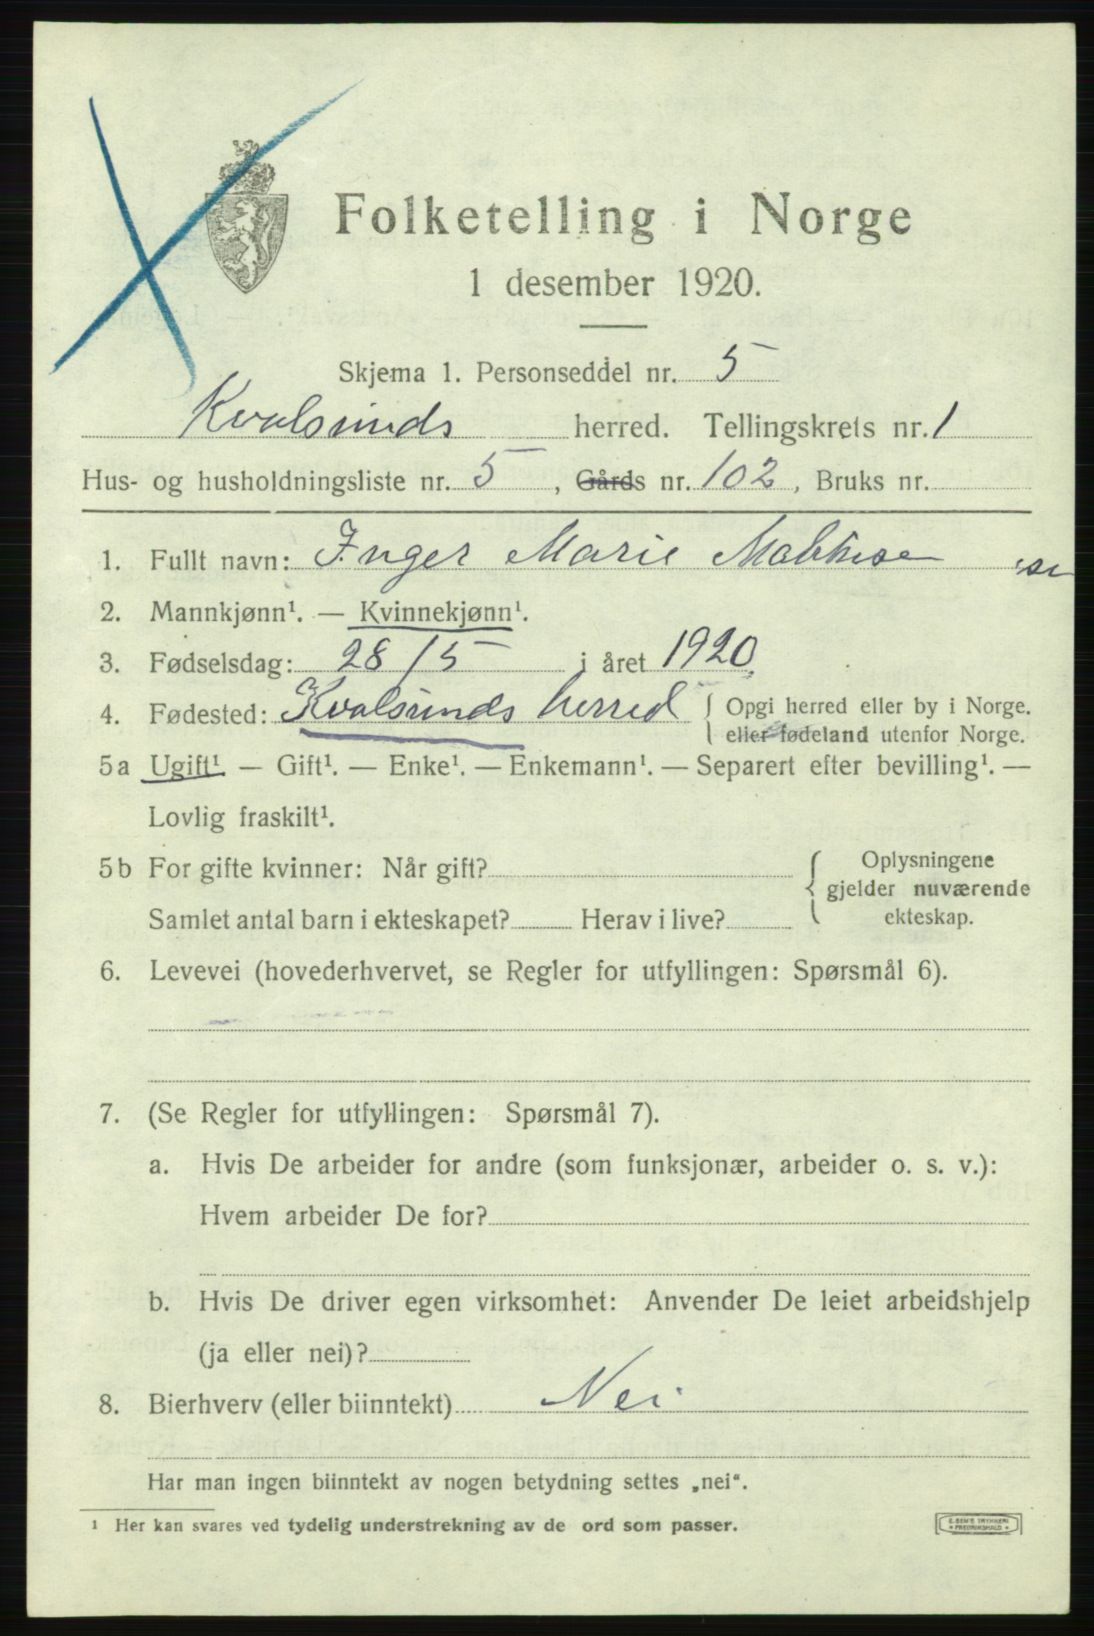 Folketelling i Norge
1 desember 1920.
Skjema 1. Personseddel nr. 5
Kvalsunds herred. Tellingskrets nr. 1
Hus- og husholdningsliste nr. 5, Gårds nr. 102, Bruks nr.
1. Fullt navn: Inger Marie
2. Mannkjønn¹. — Kvinnekjønn¹.
3. Fødselsdag: 28/5 i året 1920
4. Fødested: Kvalsunds herred { Opgi herred eller by i Norge.
eller fødeland utenfor Norge.
5a Ugift¹ — Gift¹. — Enke¹. — Enkemann¹. — Separert efter bevilling¹. —
Lovlig fraskilt¹.
5b For gifte kvinner: Når gift? { Oplysningene
gjelder nuværende
Samlet antal barn i ekteskapet? Herav i live? ekteskap.
6. Levevei (hovederhvervet, se Regler for utfyllingen: Spørsmål 6).
7. (Se Regler for utfyllingen: Spørsmål 7).
a. Hvis De arbeider for andre (som funksjonær, arbeider o. s. v.):
Hvem arbeider De for?
b. Hvis De driver egen virksomhet: Anvender De leiet arbeidshjelp
(ja eller nei)?
8. Bierhverv (eller biinntekt) Nei
Har man ingen biinntekt av nogen betydning settes „nei“.
¹ Her kan svares ved tydelig understrekning av de ord som passer.
FREDRIKSHALD